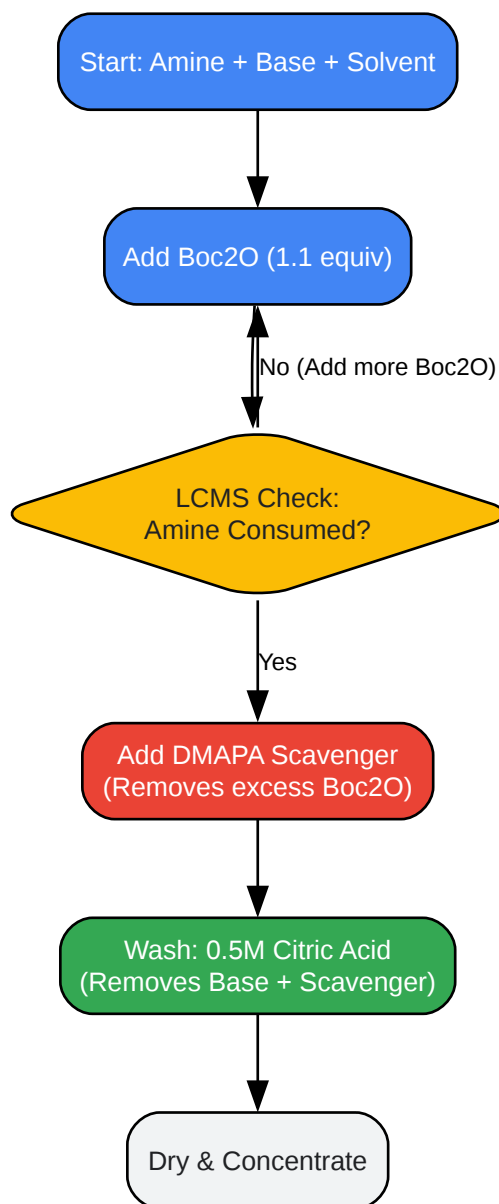 Start: Amine + Base + Solvent
Add Boc2O (1.1 equiv)
No (Add more Boc2O)
LCMS Check:
Amine Consumed?
Yes
Add DMAPA Scavenger
(Removes excess Boc2O)
Wash: 0.5M Citric Acid
(Removes Base + Scavenger)
Dry & Concentrate